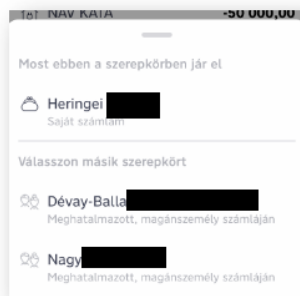 NAV KATA -50 000,00
Most ebben a szerepkörben jár el
Heringei
Saját számlám
Válasszon másik szerepkört
Dévay-Balla
Meghatalmazott, magánszemély számláján
Nagy
Meghatalmazott, magánszemély számláján